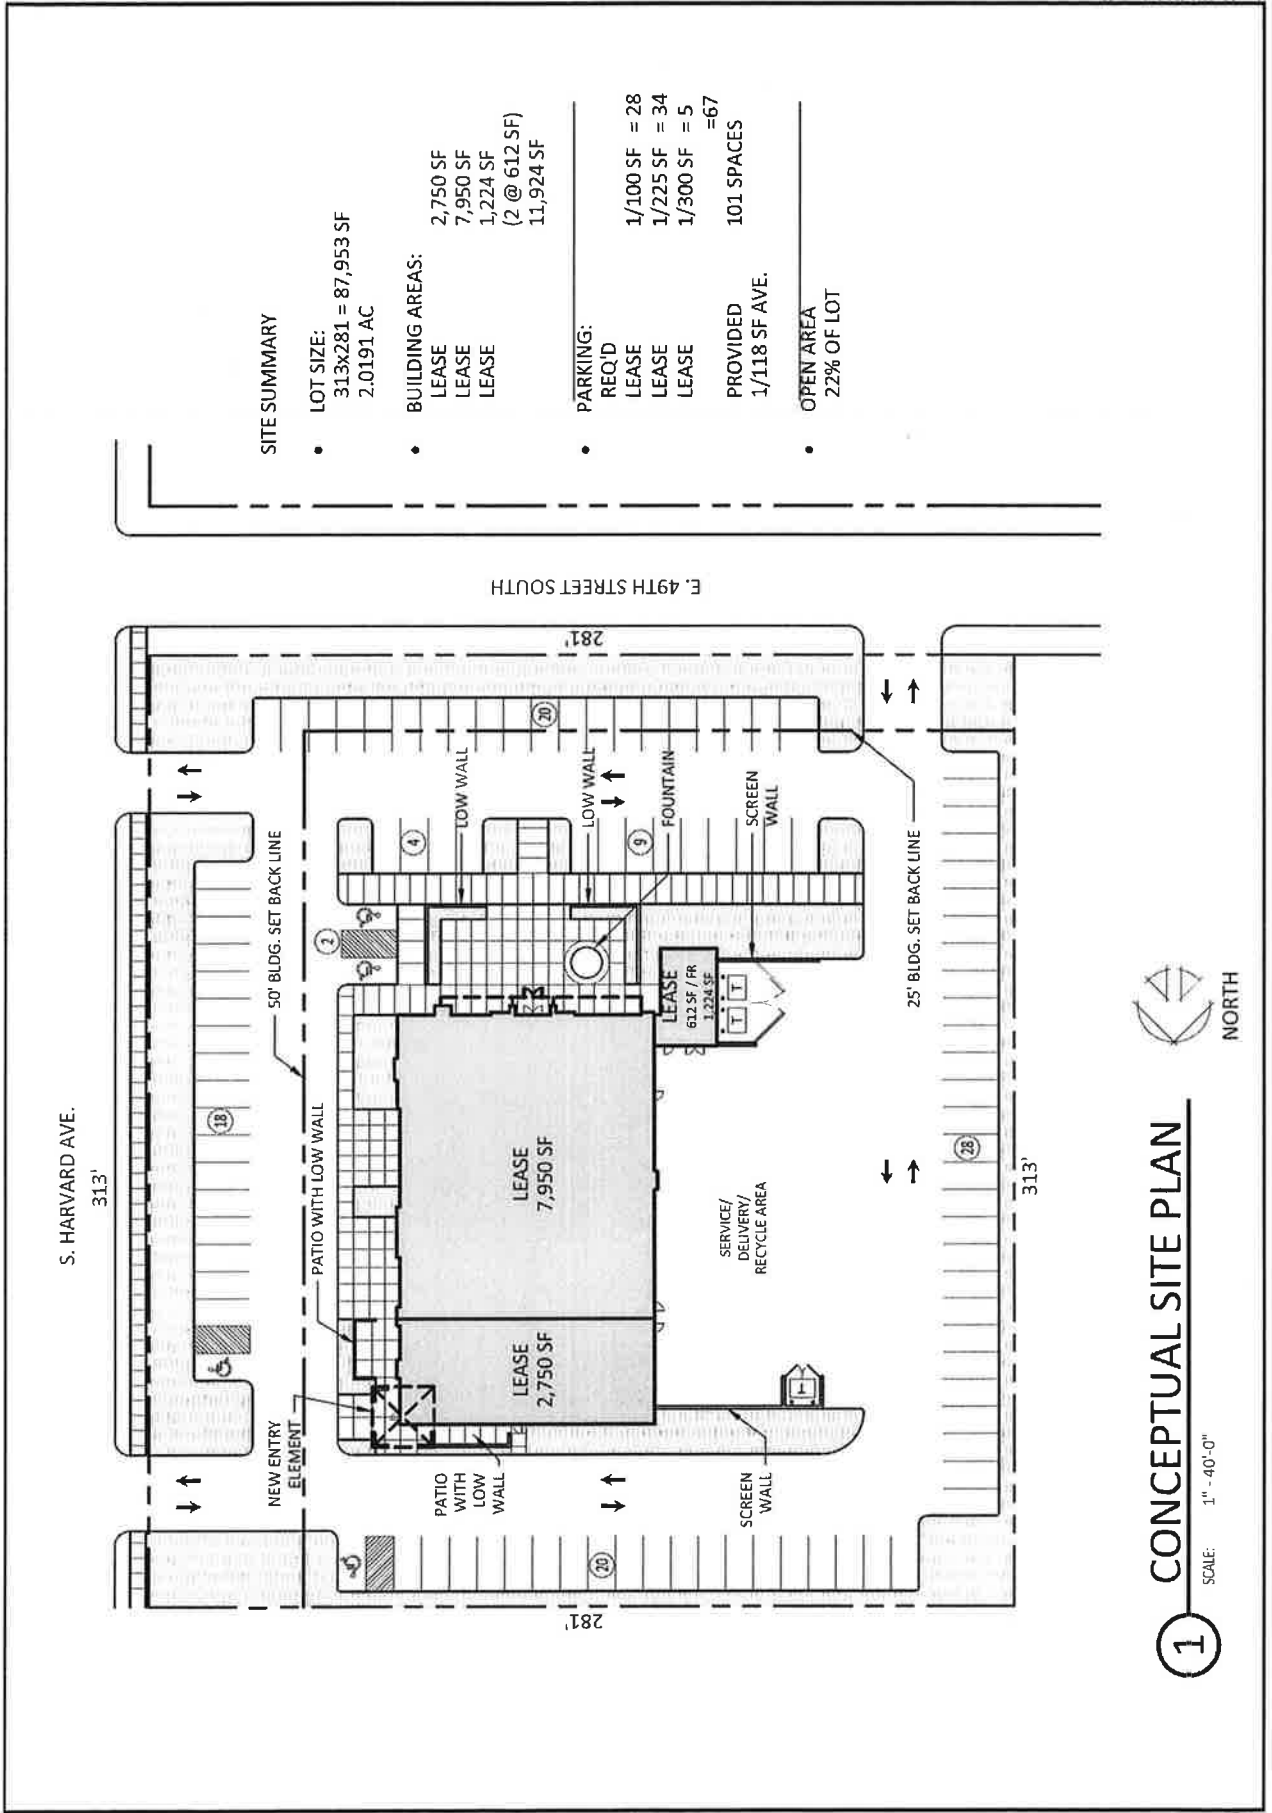 S. HARVARD AVE.
313'
E. 49TH STREET SOUTH
281'
281'
313'
18
20
4
9
2
28
20
50' BLDG. SET BACK LINE
25' BLDG. SET BACK LINE
PATIO WITH LOW WALL
NEW ENTRY
ELEMENT
PATIO
WITH
LOW
WALL
LOW WALL
LOW WALL
FOUNTAIN
SCREEN
WALL
SCREEN
WALL
LEASE
7,950 SF
LEASE
2,750 SF
LEASE
612 SF / FR
1,224 SF
T
T
T
SERVICE/
DELIVERY/
RECYCLE AREA
SITE SUMMARY
• LOT SIZE:
313x281 = 87,953 SF
2.0191 AC
• BUILDING AREAS:
LEASE 2,750 SF
LEASE 7,950 SF
LEASE 1,224 SF
(2 @ 612 SF)
11,924 SF
• PARKING:
REQ'D
LEASE 1/100 SF = 28
LEASE 1/225 SF = 34
LEASE 1/300 SF = 5
=67
PROVIDED 101 SPACES
1/118 SF AVE.
• OPEN AREA
22% OF LOT
1 CONCEPTUAL SITE PLAN
SCALE: 1" - 40'-0"
NORTH